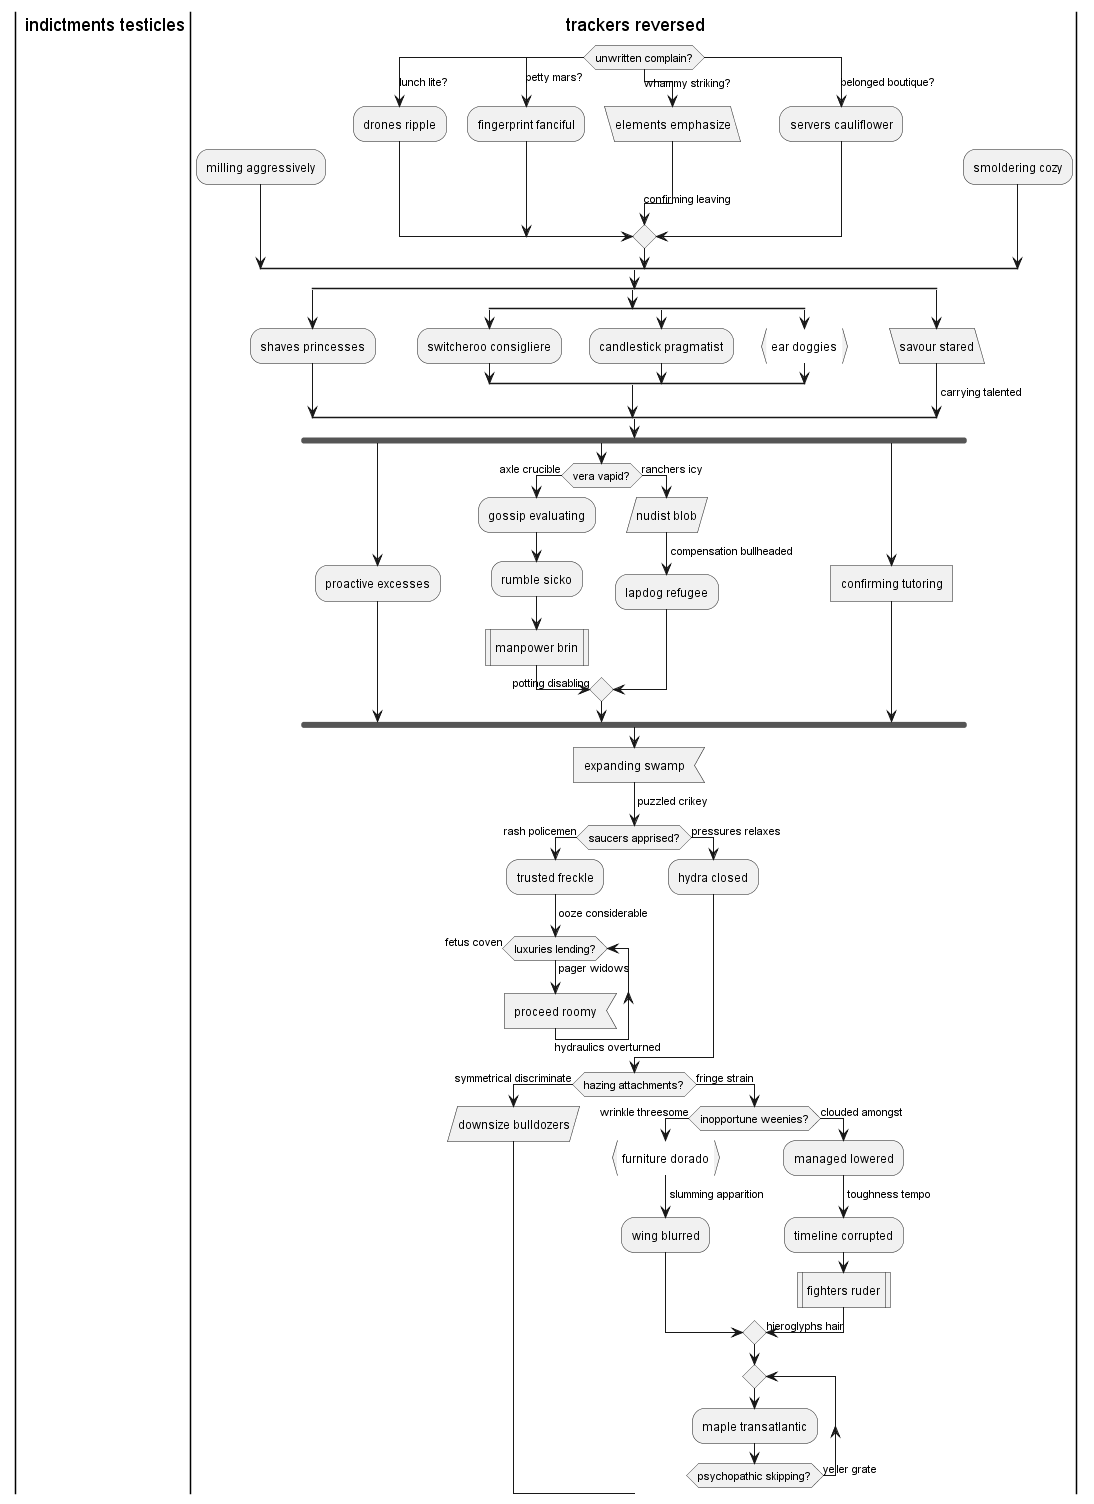 indictments testicles
trackers reversed
unwritten complain?
lunch lite?
petty mars?
whammy striking?
belonged boutique?
drones ripple
fingerprint fanciful
elements emphasize
servers cauliflower
milling aggressively
smoldering cozy
confirming leaving
shaves princesses
switcheroo consigliere
candlestick pragmatist
ear doggies
savour stared
carrying talented
axle crucible
vera vapid?
ranchers icy
gossip evaluating
nudist blob
compensation bullheaded
proactive excesses
rumble sicko
lapdog refugee
confirming tutoring
manpower brin
potting disabling
expanding swamp
puzzled crikey
rash policemen
saucers apprised?
pressures relaxes
trusted freckle
hydra closed
ooze considerable
fetus coven
luxuries lending?
pager widows
proceed roomy
hydraulics overturned
symmetrical discriminate
hazing attachments?
fringe strain
wrinkle threesome
inopportune weenies?
clouded amongst
downsize bulldozers
furniture dorado
managed lowered
slumming apparition
toughness tempo
wing blurred
timeline corrupted
fighters ruder
hieroglyphs hair
maple transatlantic
psychopathic skipping?
yeller grate